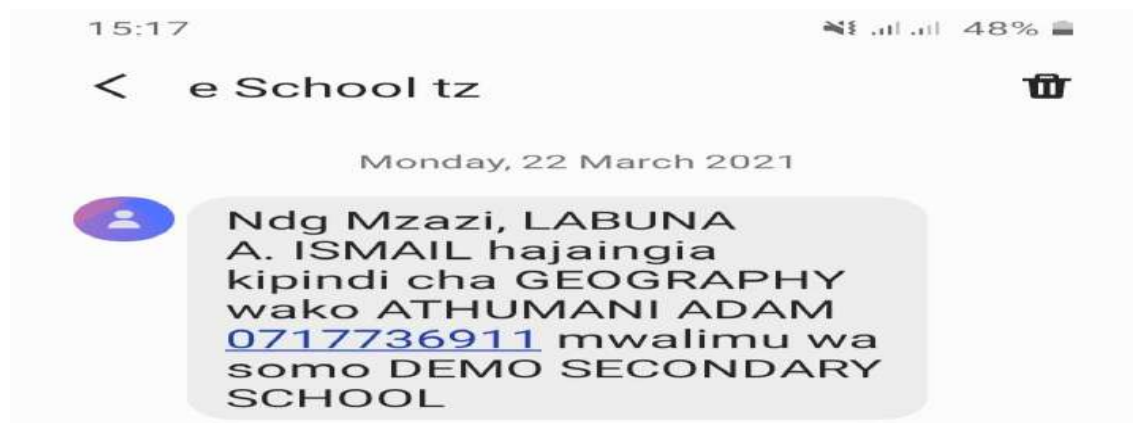 15:17 48%
e School tz
Monday, 22 March 2021
Ndg Mzazi, LABUNA
A. ISMAIL hajaingia
kipindi cha GEOGRAPHY
wako ATHUMANI ADAM
0717736911 mwalimu wa
somo DEMO SECONDARY
SCHOOL